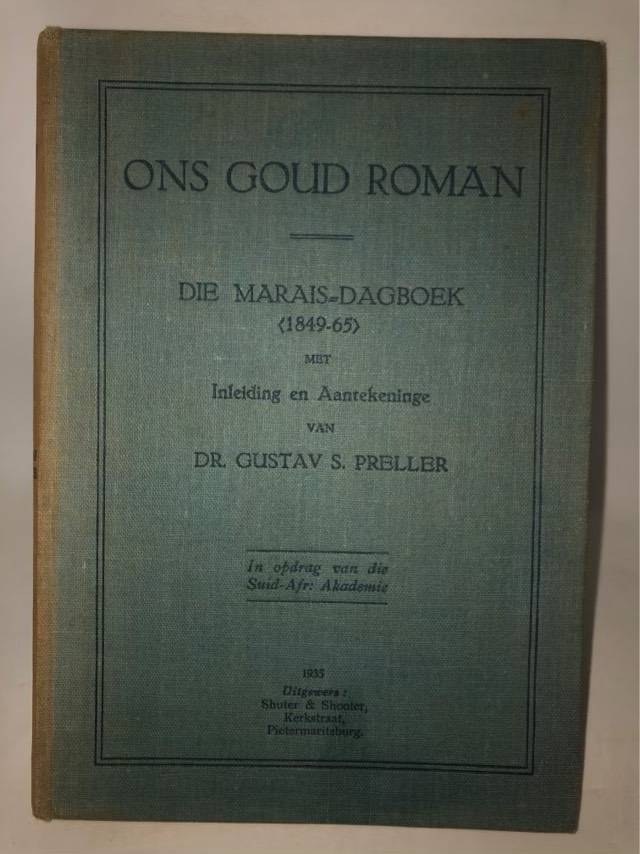 ONS GOUD ROMAN
DIE MARAIS-DAGBOEK
(1849-65)
MET
Inleiding en Aantekeninge
VAN
DR. GUSTAV S. PRELLER
In opdrag van die
Suid-Afr: Akademie
1935
Uitgewers :
Shuter & Shooter,
Kerkstraat,
Pietermaritzburg.